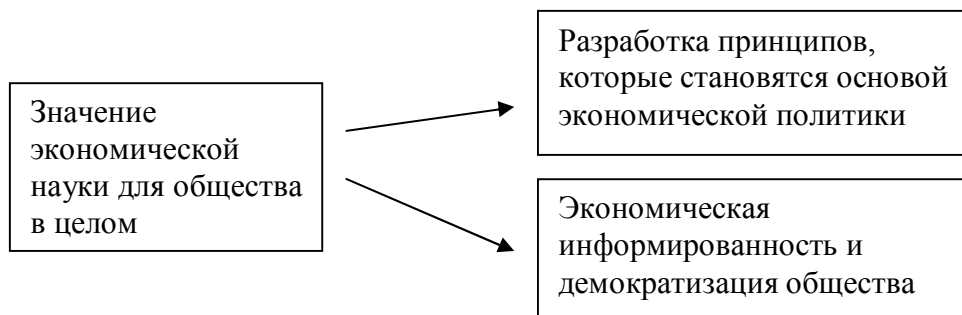 Значение
экономической
науки для общества
в целом
Разработка принципов,
которые становятся основой
экономической политики
Экономическая
информированность и
демократизация общества